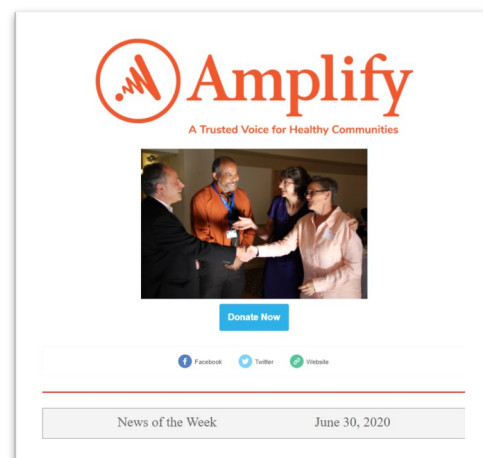 Amplify
A Trusted Voice for Healthy Communities
Donate Now
Facebook Twitter Website
News of the Week June 30, 2020